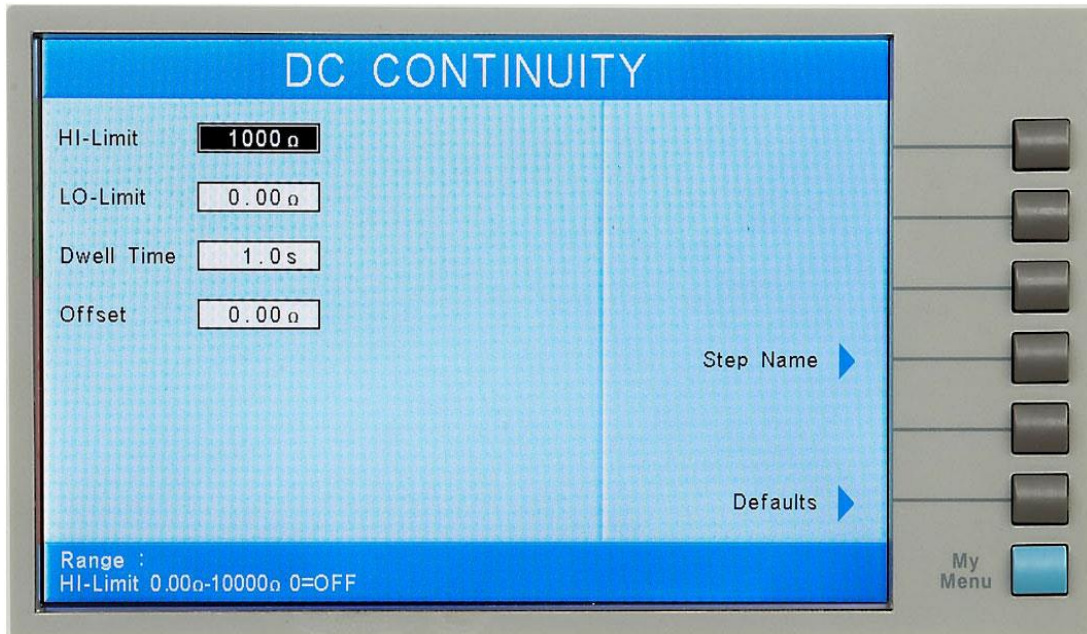 DC CONTINUITY
HI-Limit 1000 Ω
LO-Limit 0.00 Ω
Dwell Time 1.0 s
Offset 0.00 Ω
Step Name
Defaults
Range :
HI-Limit 0.00Ω-10000Ω 0=OFF
My
Menu